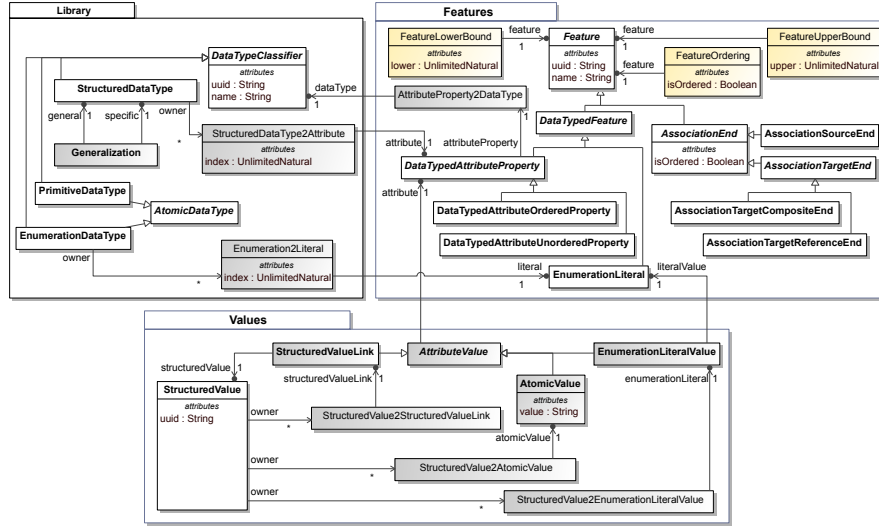 Library
DataTypeClassifier
attributes
uuid : String
name : String
StructuredDataType
owner
general
1
specific
1
Generalization
*
StructuredDataType2Attribute
attributes
index : UnlimitedNatural
PrimitiveDataType
AtomicDataType
EnumerationDataType
owner
*
Enumeration2Literal
attributes
index : UnlimitedNatural
Features
FeatureLowerBound
attributes
lower : UnlimitedNatural
feature
1
Feature
attributes
uuid : String
name : String
feature
1
FeatureUpperBound
attributes
upper : UnlimitedNatural
feature
1
FeatureOrdering
attributes
isOrdered : Boolean
dataType
1
AttributeProperty2DataType
attributeProperty
1
DataTypedFeature
AssociationEnd
attributes
isOrdered : Boolean
AssociationSourceEnd
AssociationTargetEnd
attribute
1
DataTypedAttributeProperty
attribute
1
DataTypedAttributeOrderedProperty
DataTypedAttributeUnorderedProperty
AssociationTargetCompositeEnd
AssociationTargetReferenceEnd
literal
1
EnumerationLiteral
literalValue
1
Values
structuredValue
1
StructuredValueLink
AttributeValue
EnumerationLiteralValue
structuredValueLink
1
enumerationLiteral
1
StructuredValue
attributes
uuid : String
AtomicValue
attributes
value : String
owner
*
StructuredValue2StructuredValueLink
atomicValue
1
owner
*
StructuredValue2AtomicValue
owner
*
StructuredValue2EnumerationLiteralValue